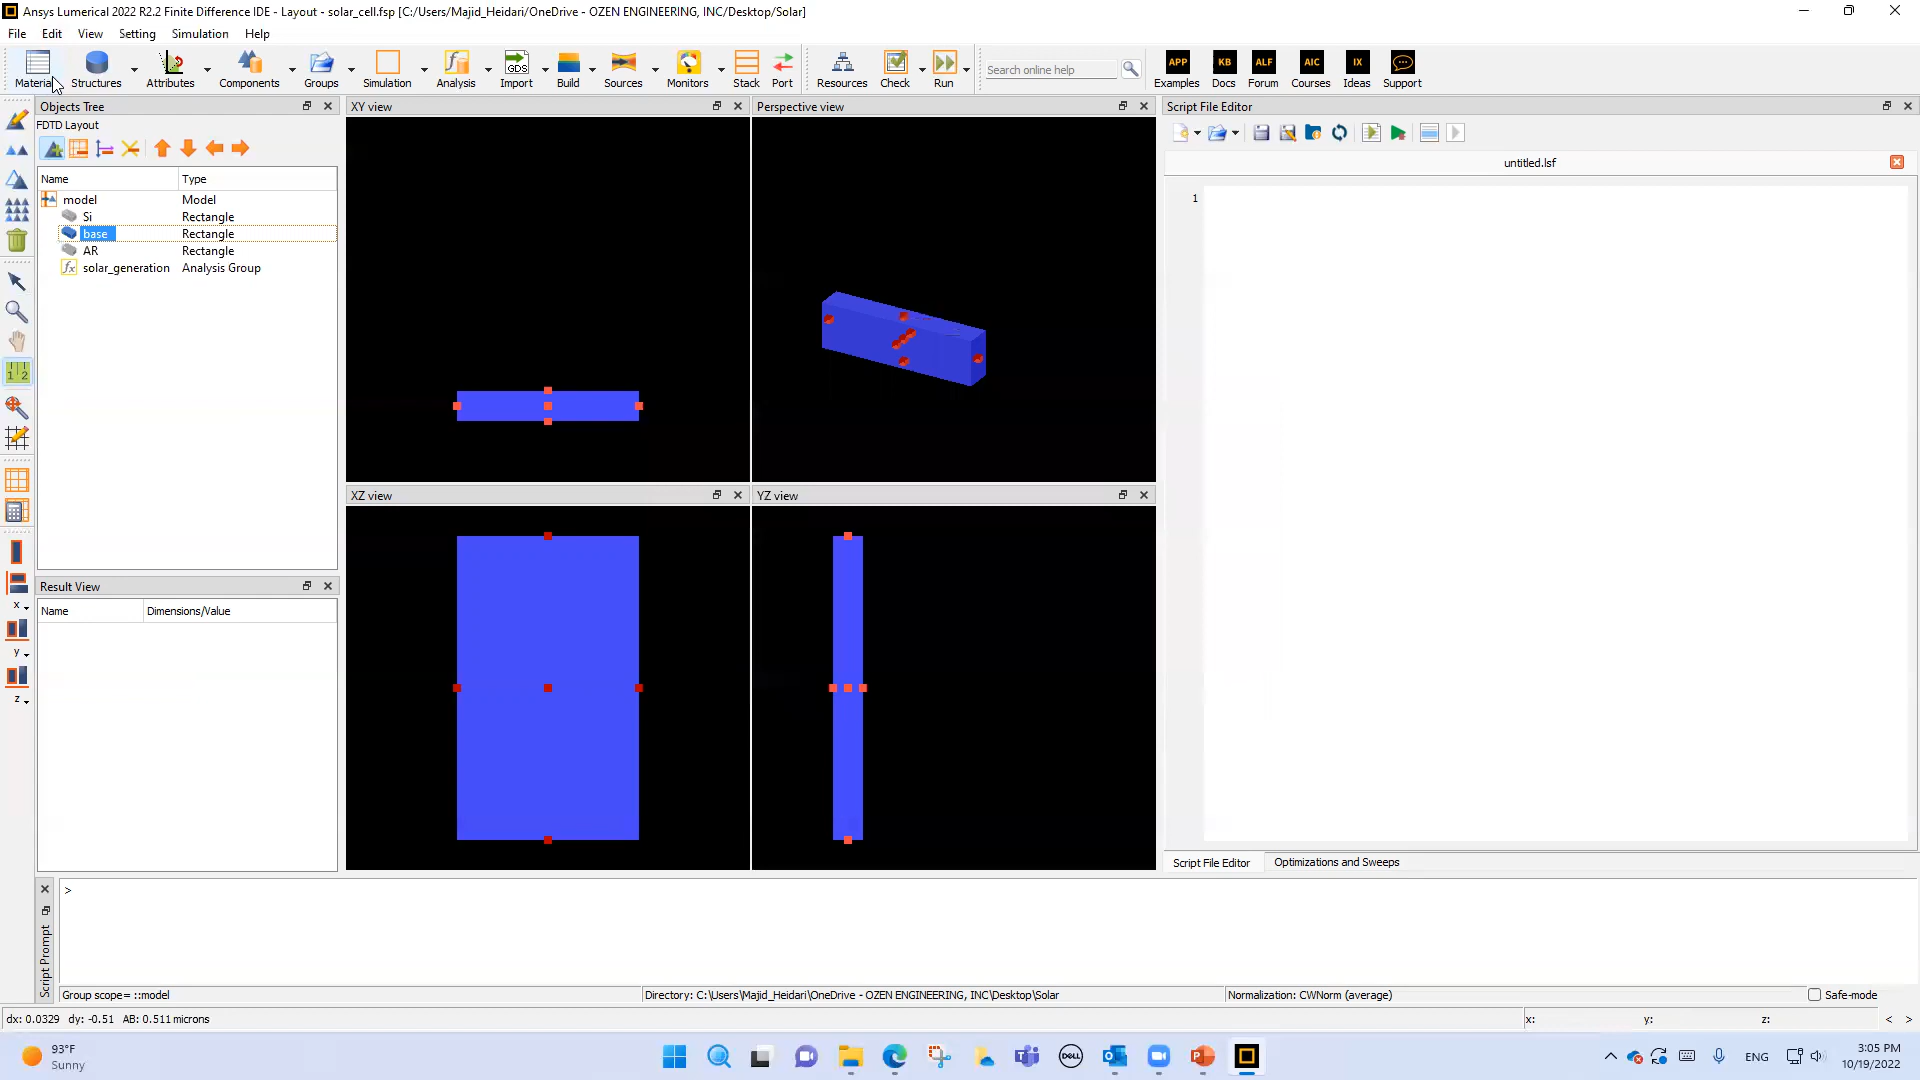 Ansys Lumerical 2022 R2.2 Finite Difference IDE - Layout - solar_cell.fsp [C:/Users/Majid_Heidari/OneDrive - OZEN ENGINEERING, INC/Desktop/Solar]
File Edit View Setting Simulation Help
Material Structures Attributes Components Groups Simulation Analysis Import Build Sources Monitors Stack Port Resources Check Run Search online help Examples Docs Forum Courses Ideas Support
GDS APP KB ALF AIC IX
Objects Tree
FDTD Layout
Name Type
model Model
Si Rectangle
base Rectangle
AR Rectangle
solar_generation Analysis Group
Result View
Name Dimensions/Value
XY view
Perspective view
XZ view
YZ view
Script File Editor
untitled.lsf
1
Script File Editor Optimizations and Sweeps
x
y
z
>
Script Prompt
Group scope= ::model Directory: C:\Users\Majid_Heidari\OneDrive - OZEN ENGINEERING, INC\Desktop\Solar Normalization: CWNorm (average) Safe-mode
dx: 0.0329 dy: -0.51 AB: 0.511 microns x: y: z: < >
93°F
Sunny
DELL
ENG
3:05 PM
10/19/2022